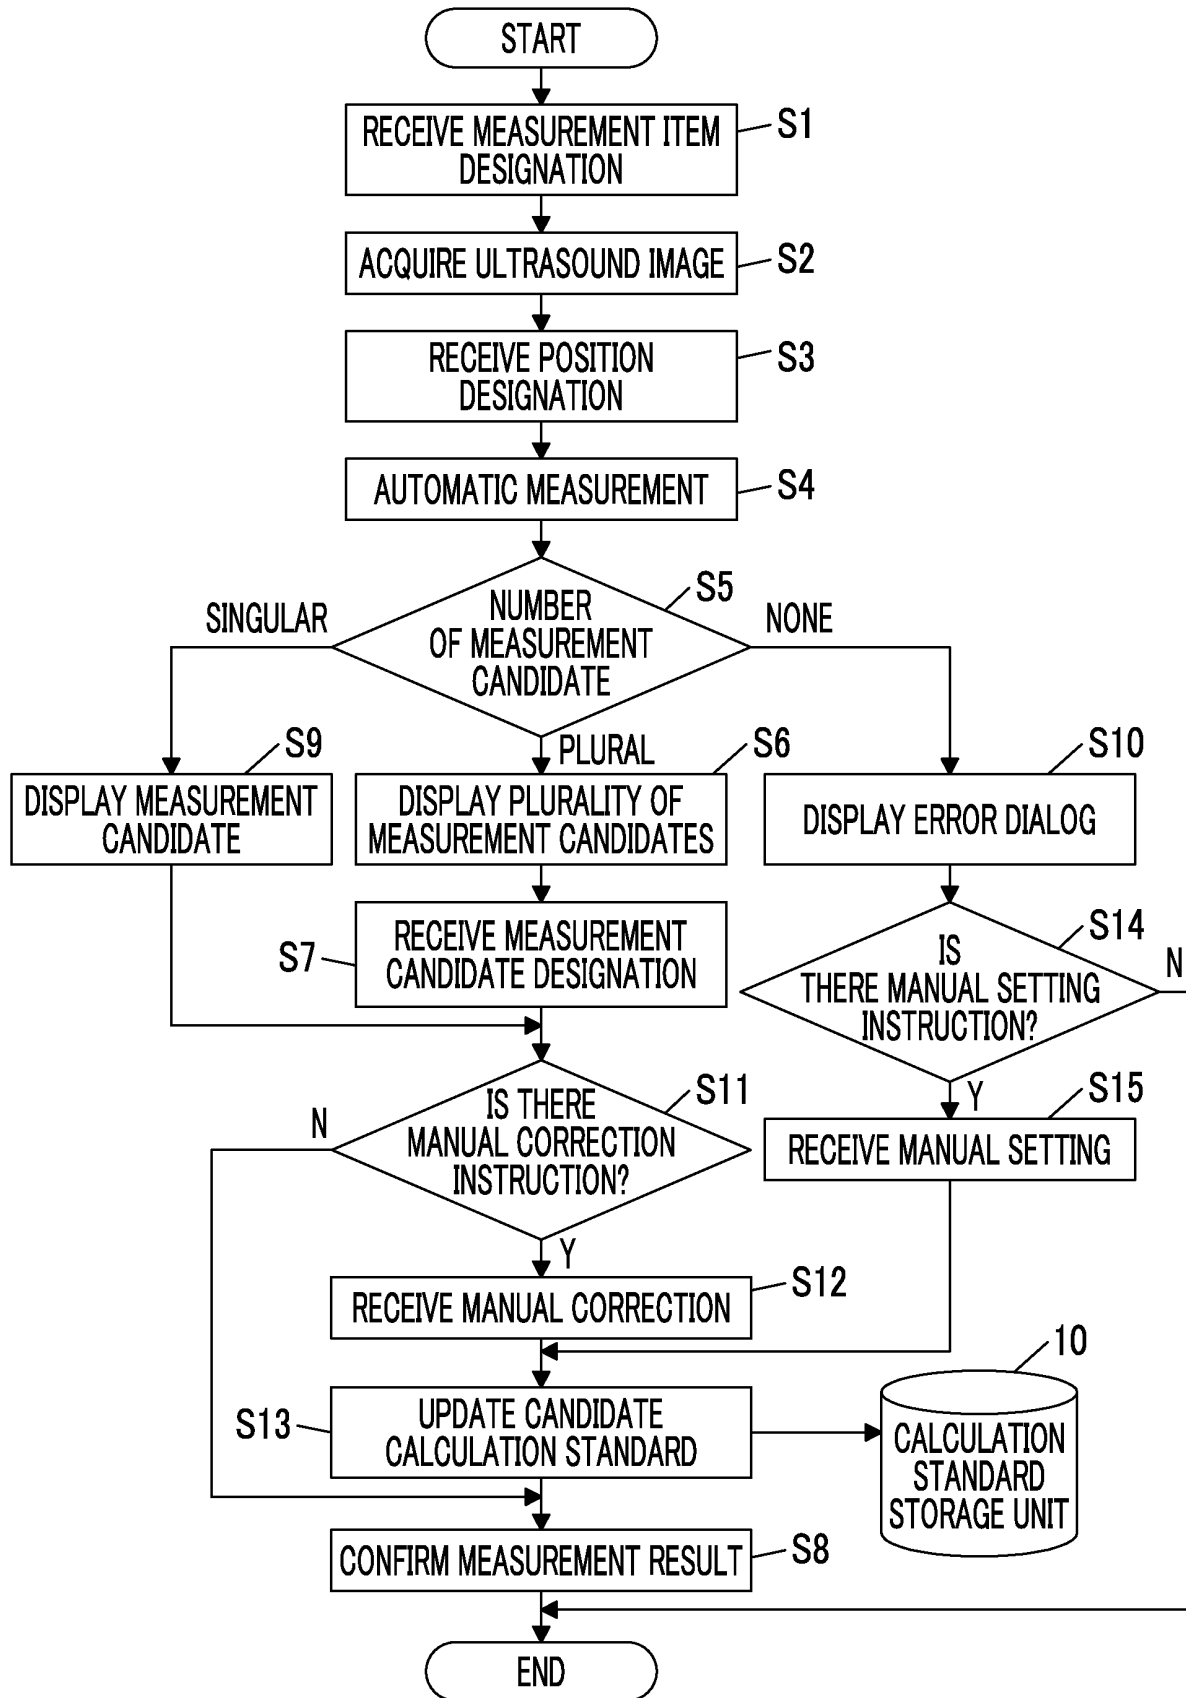 START
RECEIVE MEASUREMENT ITEM
DESIGNATION
S1
ACQUIRE ULTRASOUND IMAGE
S2
RECEIVE POSITION
DESIGNATION
S3
AUTOMATIC MEASUREMENT
S4
NUMBER
OF MEASUREMENT
CANDIDATE
S5
SINGULAR
NONE
PLURAL
S9
DISPLAY MEASUREMENT
CANDIDATE
S6
DISPLAY PLURALITY OF
MEASUREMENT CANDIDATES
S10
DISPLAY ERROR DIALOG
S7
RECEIVE MEASUREMENT
CANDIDATE DESIGNATION
S14
IS
THERE MANUAL SETTING
INSTRUCTION?
N
Y
S11
IS THERE
MANUAL CORRECTION
INSTRUCTION?
N
Y
S15
RECEIVE MANUAL SETTING
RECEIVE MANUAL CORRECTION
S12
S13
UPDATE CANDIDATE
CALCULATION STANDARD
10
CALCULATION
STANDARD
STORAGE UNIT
CONFIRM MEASUREMENT RESULT
S8
END